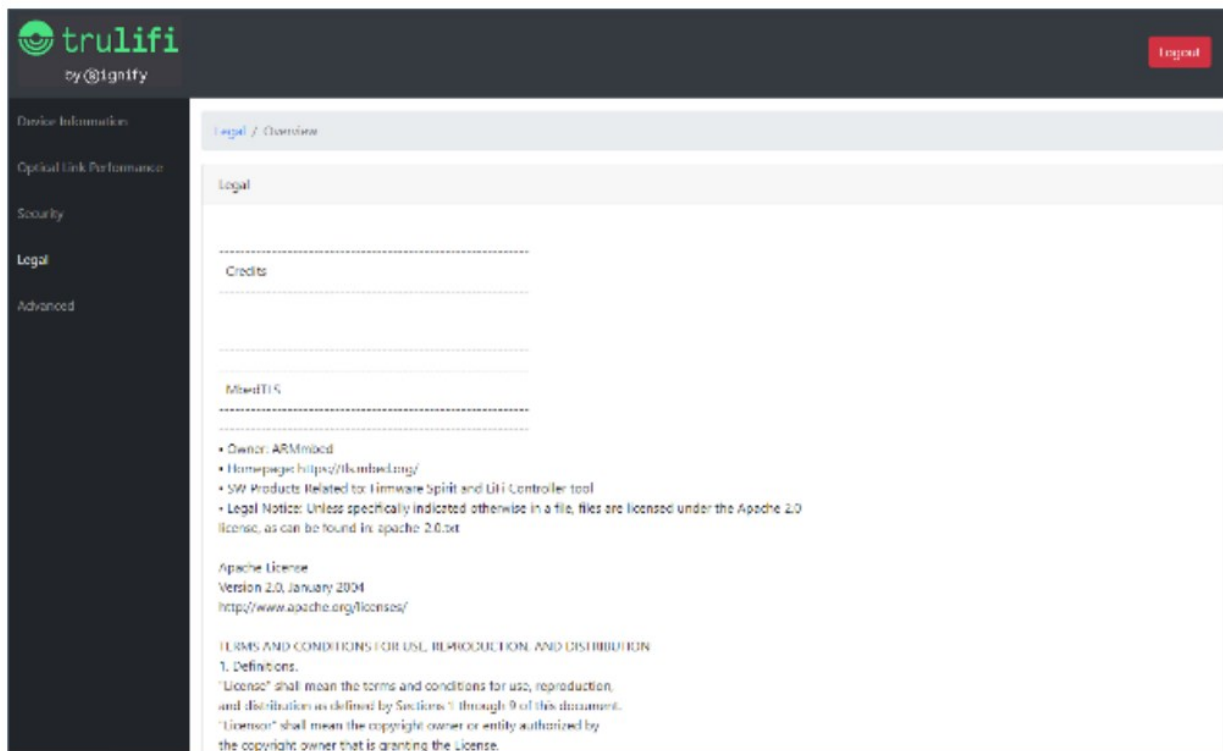 trulifi
by Signify
Logout
Device Information
Optical Link Performance
Security
Legal
Advanced
Legal / Overview
Legal
------------------------------------------------------------
Credits
------------------------------------------------------------
------------------------------------------------------------
------------------------------------------------------------
MbedTLS
------------------------------------------------------------
------------------------------------------------------------
• Owner: ARMmbed
• Homepage: https://tls.mbed.org/
• SW Products Related to: Firmware Spirit and LiFi Controller tool
• Legal Notice: Unless specifically indicated otherwise in a file, files are licensed under the Apache 2.0
license, as can be found in: apache-2.0.txt
Apache License
Version 2.0, January 2004
http://www.apache.org/licenses/
TERMS AND CONDITIONS FOR USE, REPRODUCTION, AND DISTRIBUTION
1. Definitions.
"License" shall mean the terms and conditions for use, reproduction,
and distribution as defined by Sections 1 through 9 of this document.
"Licensor" shall mean the copyright owner or entity authorized by
the copyright owner that is granting the License.